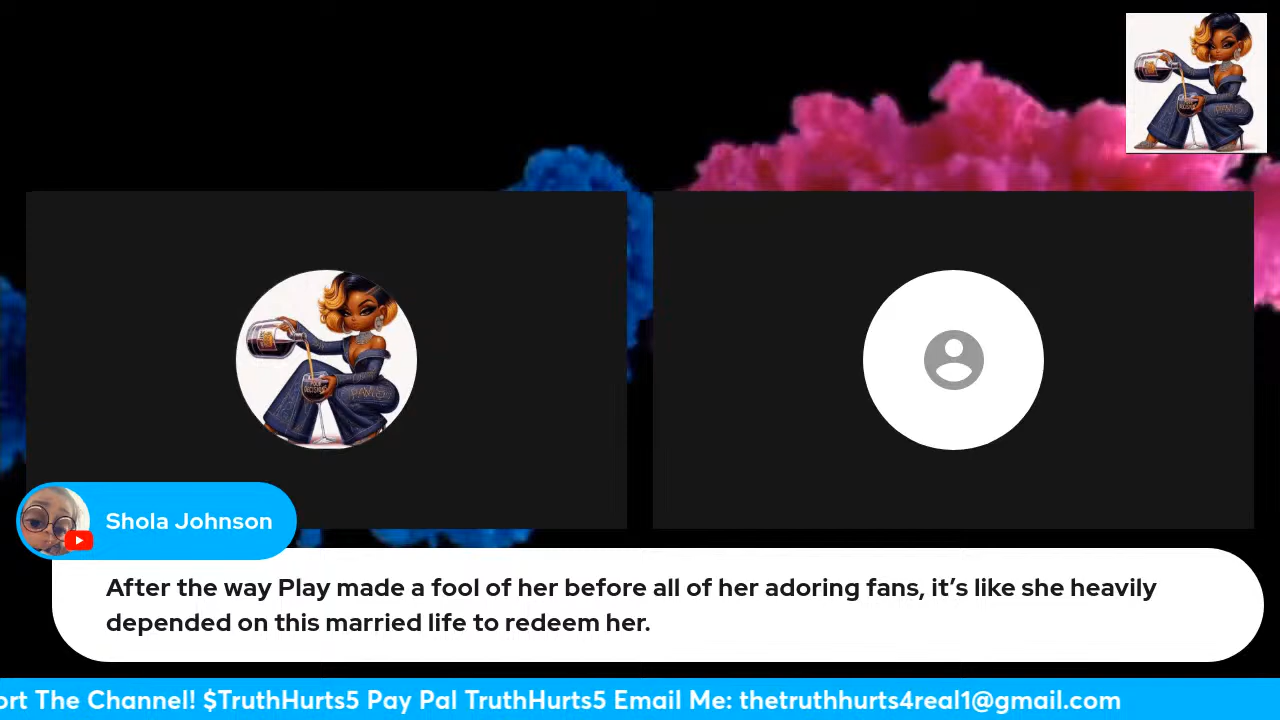 Shola Johnson
After the way Play made a fool of her before all of her adoring fans, it’s like she heavily
depended on this married life to redeem her.
ort The Channel! $TruthHurts5 Pay Pal TruthHurts5 Email Me: thetruthhurts4real1@gmail.com